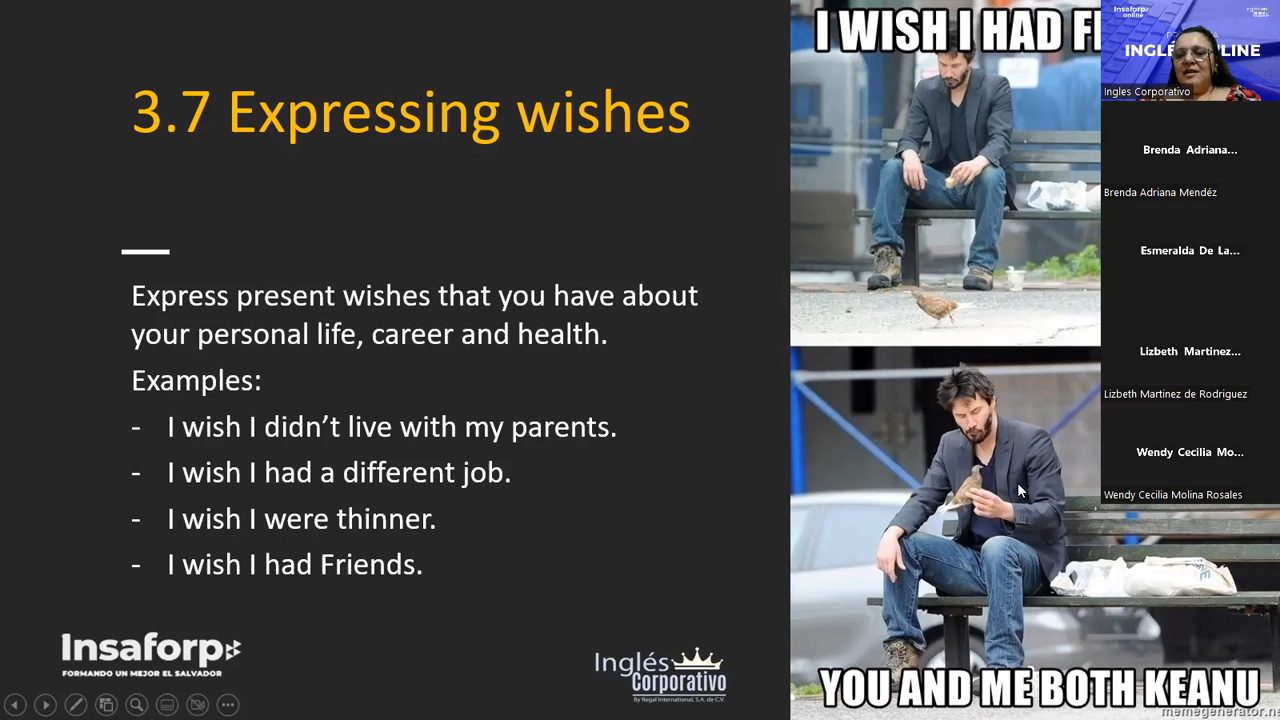 3.7 Expressing wishes
Express present wishes that you have about
your personal life, career and health.
Examples:
- I wish I didn't live with my parents.
- I wish I had a different job.
- I wish I were thinner.
- I wish I had Friends.
Insaforp
FORMANDO UN MEJOR EL SALVADOR
Inglés
Corporativo
By Regal International, S.A. de C.V.
I WISH I HAD
YOU AND ME BOTH KEANU
memegenerator.ne
Insaforp
online
Ingles Corporativo
Brenda Adriana...
Brenda Adriana Mendéz
Esmeralda De La...
Lizbeth Martinez...
Lizbeth Martinez de Rodriguez
Wendy Cecilia Mo...
Wendy Cecilia Molina Rosales